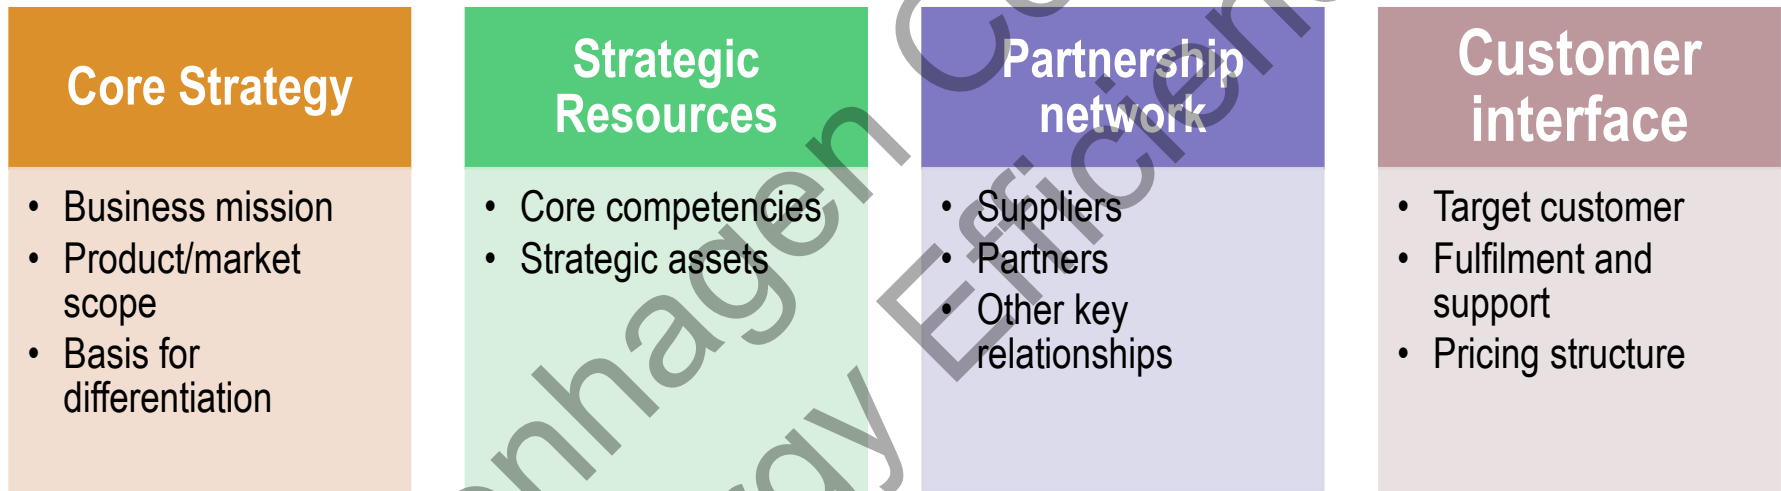 Core Strategy
• Business mission
• Product/market
scope
• Basis for
differentiation
Strategic
Resources
• Core competencies
• Strategic assets
Partnership
network
• Suppliers
• Partners
• Other key
relationships
Customer
interface
• Target customer
• Fulfilment and
support
• Pricing structure